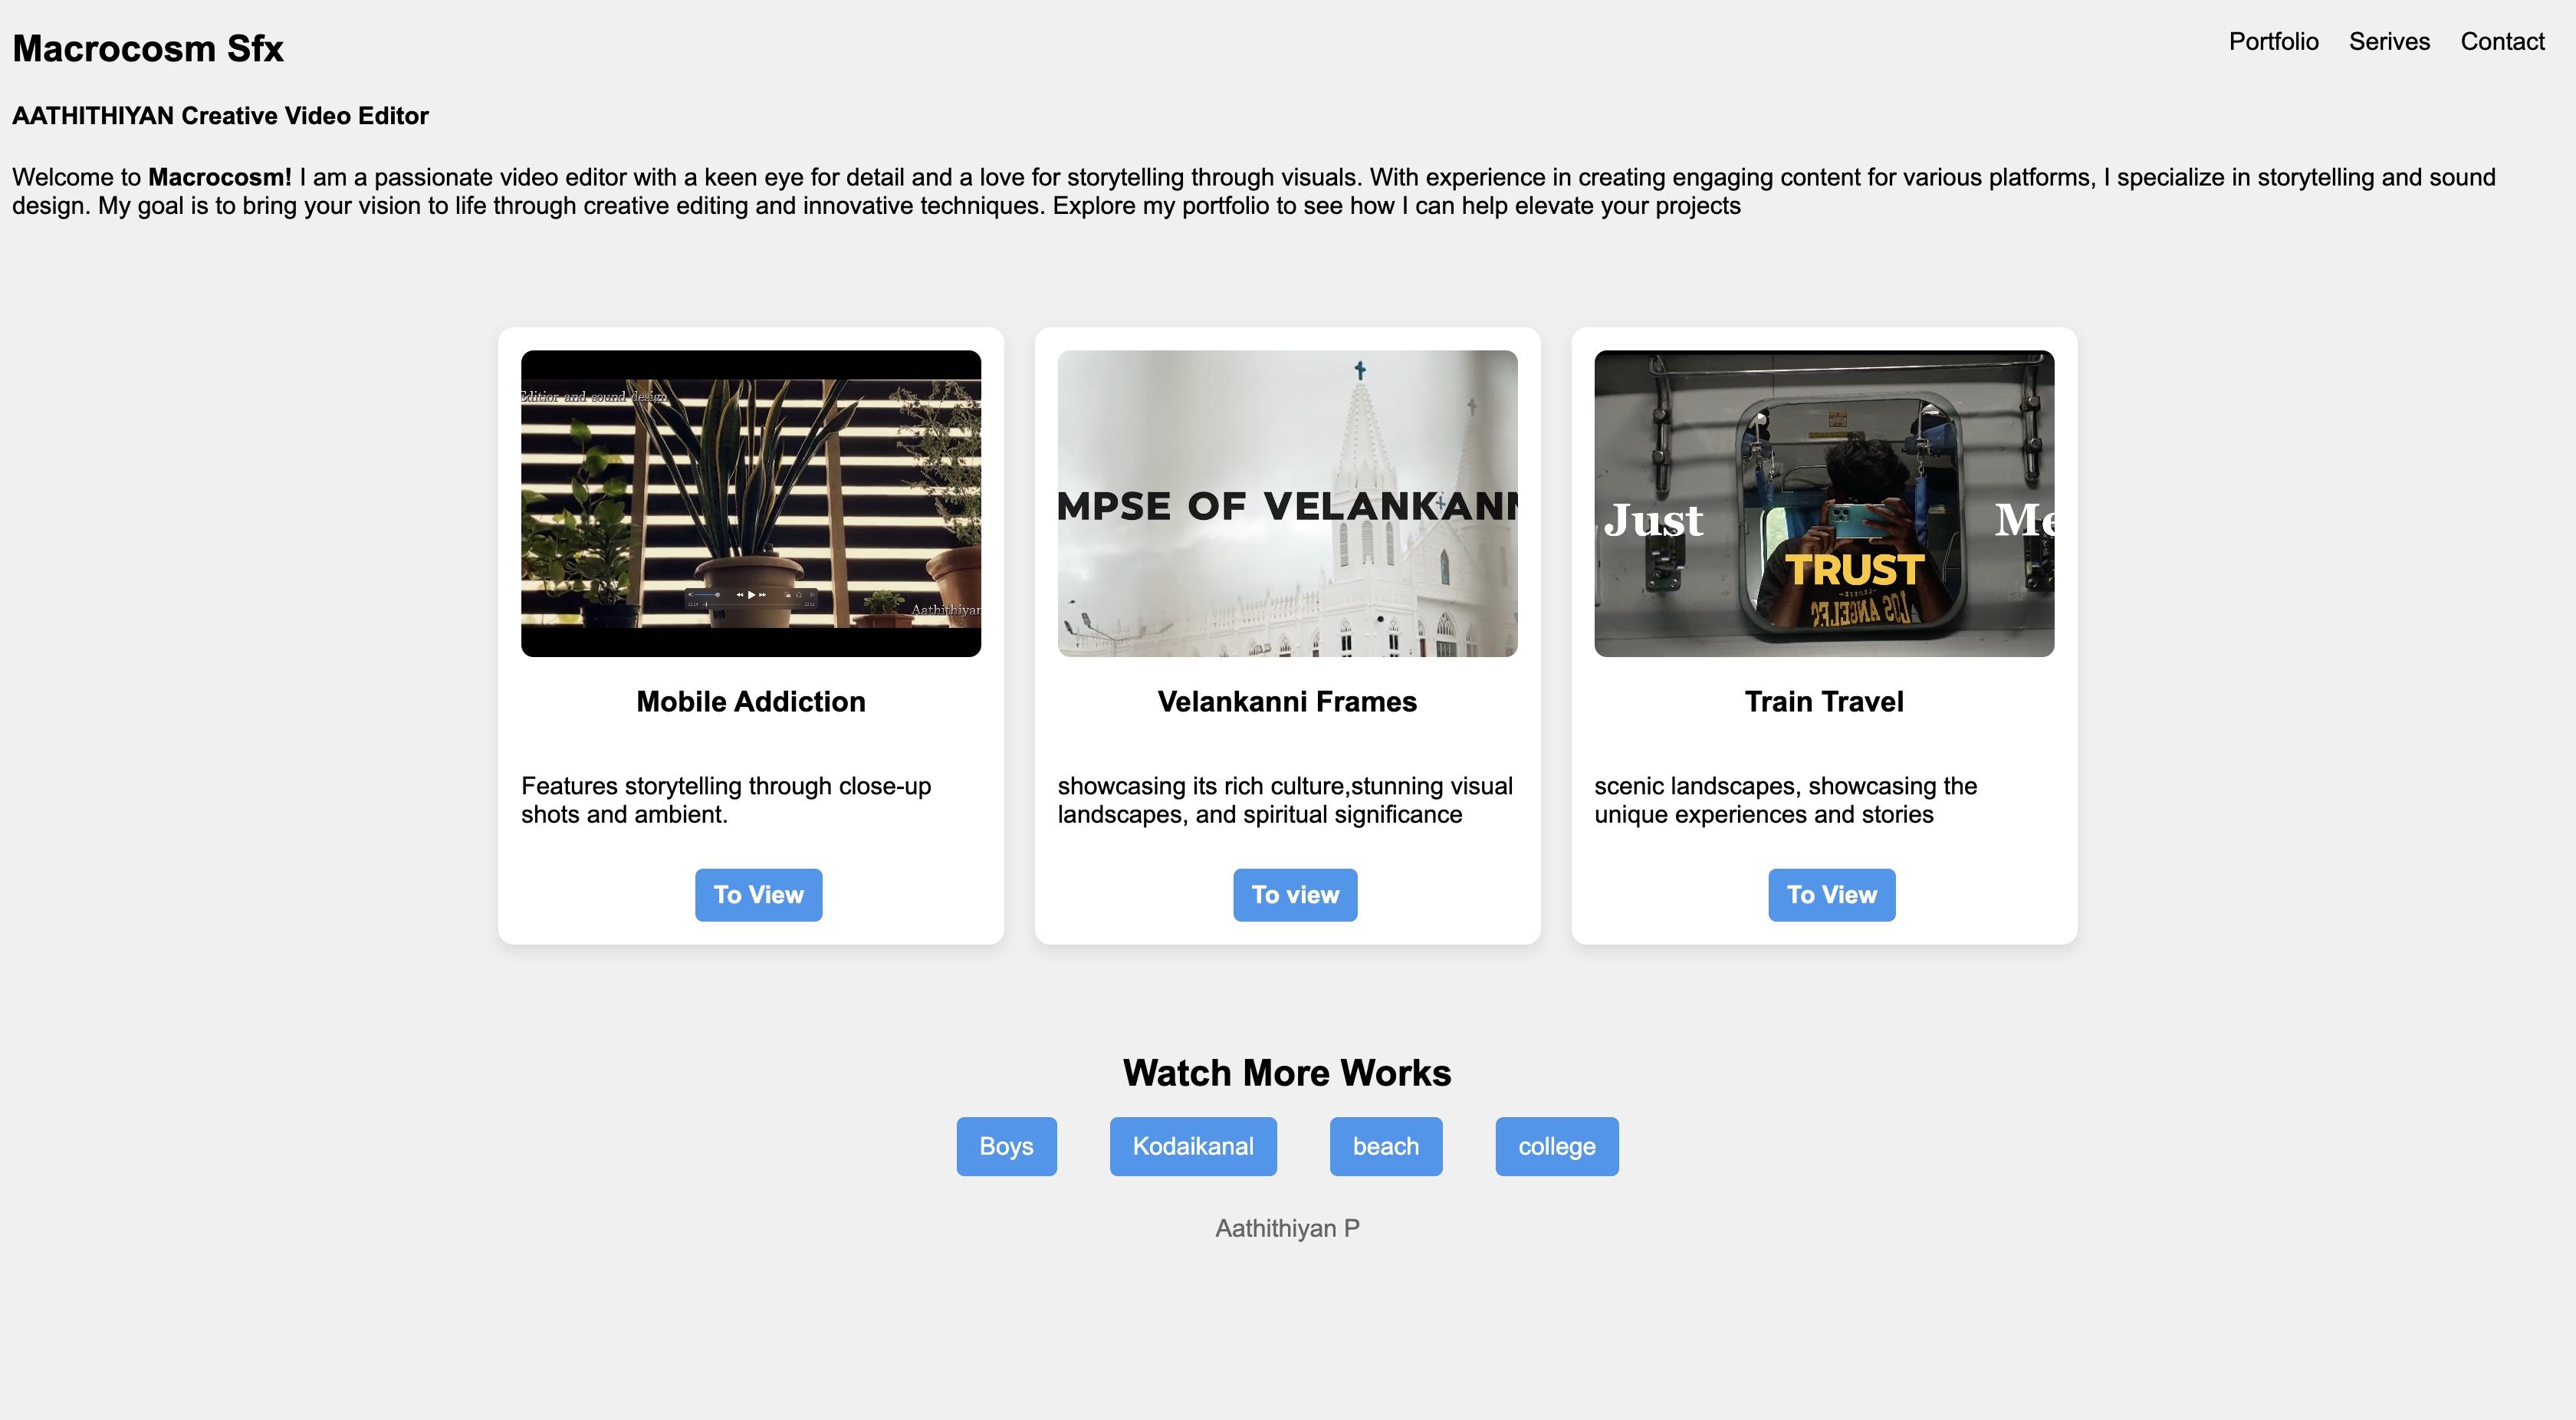 Macrocosm Sfx
Portfolio Serives Contact
AATHITHIYAN Creative Video Editor
Welcome to Macrocosm! I am a passionate video editor with a keen eye for detail and a love for storytelling through visuals. With experience in creating engaging content for various platforms, I specialize in storytelling and sound
design. My goal is to bring your vision to life through creative editing and innovative techniques. Explore my portfolio to see how I can help elevate your projects
Editior and sound design
Aathithiyan
MPSE OF VELANKANN
Just
Me
TRUST
LOS ANGELES
Mobile Addiction
Features storytelling through close-up
shots and ambient.
To View
Velankanni Frames
showcasing its rich culture,stunning visual
landscapes, and spiritual significance
To view
Train Travel
scenic landscapes, showcasing the
unique experiences and stories
To View
Watch More Works
Boys
Kodaikanal
beach
college
Aathithiyan P